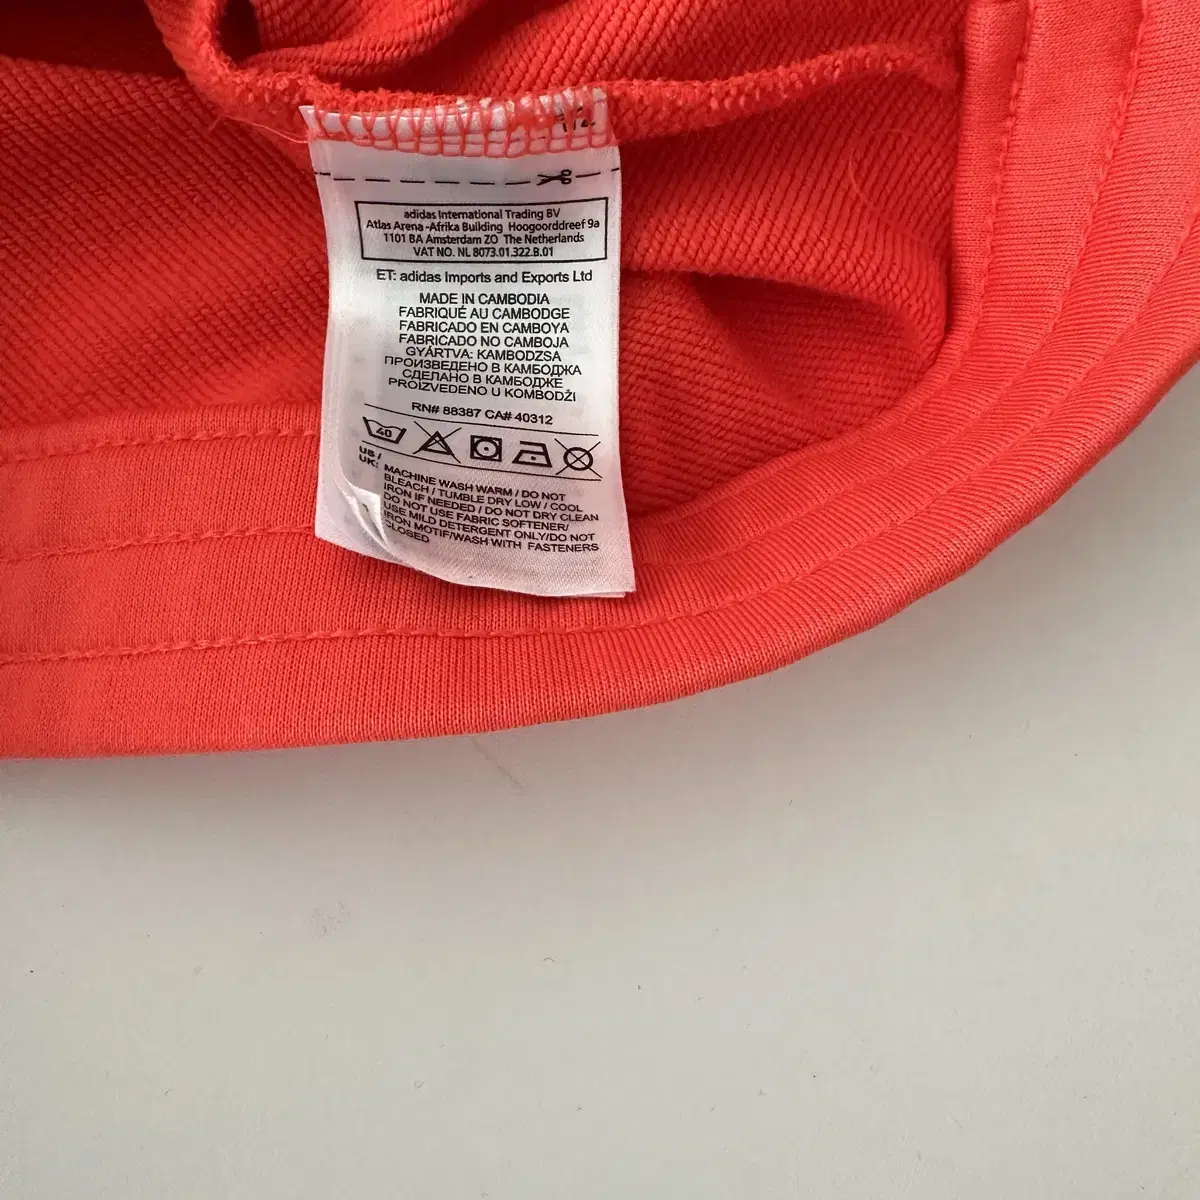 adidas International Trading BV
Atlas Arena -Afrika Building Hoogoorddreef 9a
1101 BA Amsterdam ZO The Netherlands
VAT NO. NL 8073.01.322.B.01
ET: adidas Imports and Exports Ltd
MADE IN CAMBODIA
FABRIQUÉ AU CAMBODGE
FABRICADO EN CAMBOYA
FABRICADO NO CAMBOJA
GYÁRTVA: KAMBODZSA
ПРОИЗВЕДЕНО В КАМБОДЖА
СДЕЛАНО В КАМБОДЖЕ
PROIZVEDENO U KOMBODŽI
RN# 88387 CA# 40312
40
US /
UK:
MACHINE WASH WARM / DO NOT
BLEACH / TUMBLE DRY LOW / COOL
IRON IF NEEDED / DO NOT DRY CLEAN
DO NOT USE FABRIC SOFTENER/
USE MILD DETERGENT ONLY/DO NOT
IRON MOTIF/WASH WITH FASTENERS
CLOSED